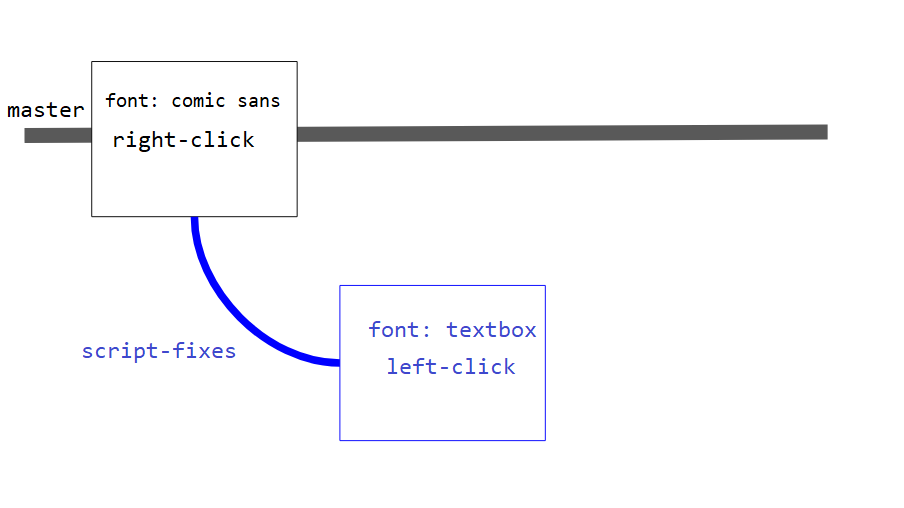 master
font: comic sans
right-click
script-fixes
font: textbox
left-click